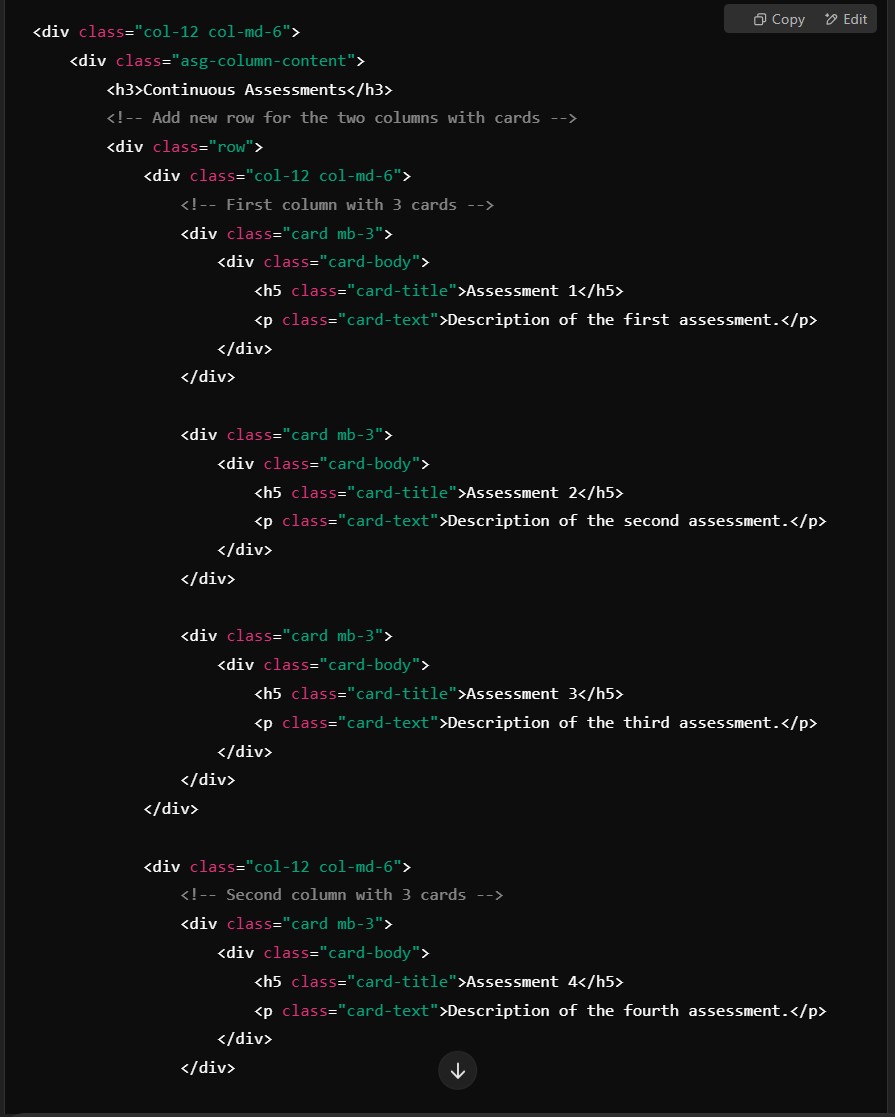 Copy Edit
<div class="col-12 col-md-6">
<div class="asg-column-content">
<h3>Continuous Assessments</h3>
<!-- Add new row for the two columns with cards -->
<div class="row">
<div class="col-12 col-md-6">
<!-- First column with 3 cards -->
<div class="card mb-3">
<div class="card-body">
<h5 class="card-title">Assessment 1</h5>
<p class="card-text">Description of the first assessment.</p>
</div>
</div>
<div class="card mb-3">
<div class="card-body">
<h5 class="card-title">Assessment 2</h5>
<p class="card-text">Description of the second assessment.</p>
</div>
</div>
<div class="card mb-3">
<div class="card-body">
<h5 class="card-title">Assessment 3</h5>
<p class="card-text">Description of the third assessment.</p>
</div>
</div>
</div>
<div class="col-12 col-md-6">
<!-- Second column with 3 cards -->
<div class="card mb-3">
<div class="card-body">
<h5 class="card-title">Assessment 4</h5>
<p class="card-text">Description of the fourth assessment.</p>
</div>
</div>